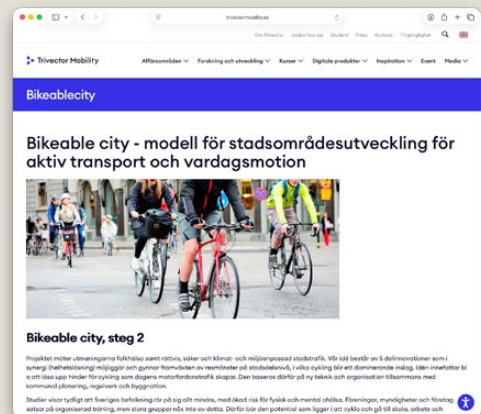 trivectormobility.se
Om Trivector Jobba hos oss Student Press Kontakt Tillgänglighet
Trivector Mobility
Affärsområden Forskning och utveckling Kurser Digitala produkter Inspiration Event Media
Bikeablecity
Bikeable city - modell för stadsområdesutveckling för
aktiv transport och vardagsmotion
Bikeable city, steg 2
Projektet möter utmaningarna folkhälsa samt rättvis, säker och klimat- och miljöanpassad stadstrafik. Vår idé består av 5 delinnovationer som i
synergi (helhetslösning) möjliggör och gynnar framväxten av resmönster på stadsdelsnivå, i vilka cykling blir ett dominerande inslag. Idén innefattar bl
a att lösa upp hinder för cykling som dagens motorfordonstrafik skapar. Den baseras därför på ny teknik och organisation tillsammans med
kommunal planering, regelverk och byggnation.
Studier visar tydligt att Sveriges befolkning rör på sig allt mindre, med ökad risk för fysisk och mental ohälsa. Föreningar, myndigheter och företag
satsar på organiserad träning, men stora grupper nås inte av detta. Därför bör den potential som ligger i att cykla och gå till skola, arbete och